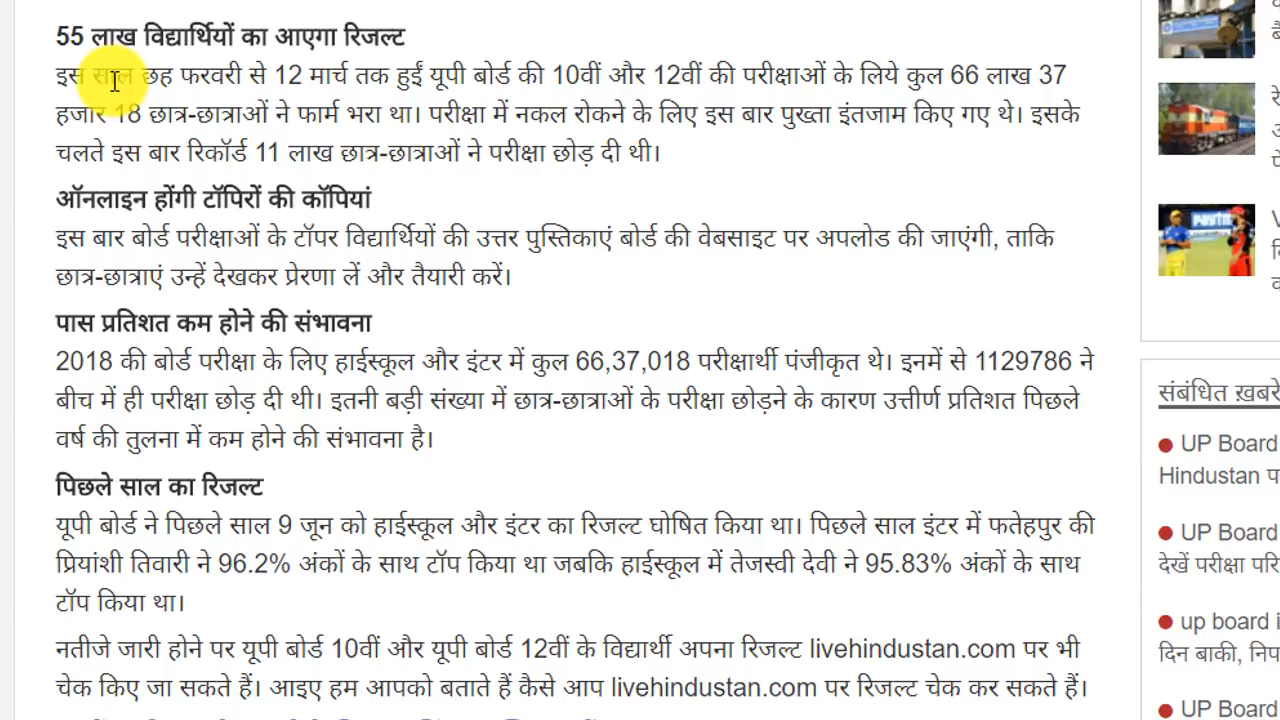 55 लाख विद्यार्थियों का आएगा रिजल्ट
इस साल छह फरवरी से 12 मार्च तक हुईं यूपी बोर्ड की 10वीं और 12वीं की परीक्षाओं के लिये कुल 66 लाख 37
हजार 18 छात्र-छात्राओं ने फार्म भरा था। परीक्षा में नकल रोकने के लिए इस बार पुख्ता इंतजाम किए गए थे। इसके
चलते इस बार रिकॉर्ड 11 लाख छात्र-छात्राओं ने परीक्षा छोड़ दी थी।
ऑनलाइन होंगी टॉपिरों की कॉपियां
इस बार बोर्ड परीक्षाओं के टॉपर विद्यार्थियों की उत्तर पुस्तिकाएं बोर्ड की वेबसाइट पर अपलोड की जाएंगी, ताकि
छात्र-छात्राएं उन्हें देखकर प्रेरणा लें और तैयारी करें।
पास प्रतिशत कम होने की संभावना
2018 की बोर्ड परीक्षा के लिए हाईस्कूल और इंटर में कुल 66,37,018 परीक्षार्थी पंजीकृत थे। इनमें से 1129786 ने
बीच में ही परीक्षा छोड़ दी थी। इतनी बड़ी संख्या में छात्र-छात्राओं के परीक्षा छोड़ने के कारण उत्तीर्ण प्रतिशत पिछले
वर्ष की तुलना में कम होने की संभावना है।
पिछले साल का रिजल्ट
यूपी बोर्ड ने पिछले साल 9 जून को हाईस्कूल और इंटर का रिजल्ट घोषित किया था। पिछले साल इंटर में फतेहपुर की
प्रियांशी तिवारी ने 96.2% अंकों के साथ टॉप किया था जबकि हाईस्कूल में तेजस्वी देवी ने 95.83% अंकों के साथ
टॉप किया था।
नतीजे जारी होने पर यूपी बोर्ड 10वीं और यूपी बोर्ड 12वीं के विद्यार्थी अपना रिजल्ट livehindustan.com पर भी
चेक किए जा सकते हैं। आइए हम आपको बताते हैं कैसे आप livehindustan.com पर रिजल्ट चेक कर सकते हैं।
संबंधित ख़बरें
UP Board
Hindustan प
UP Board
देखें परीक्षा परि
up board i
दिन बाकी, निप
UP Board